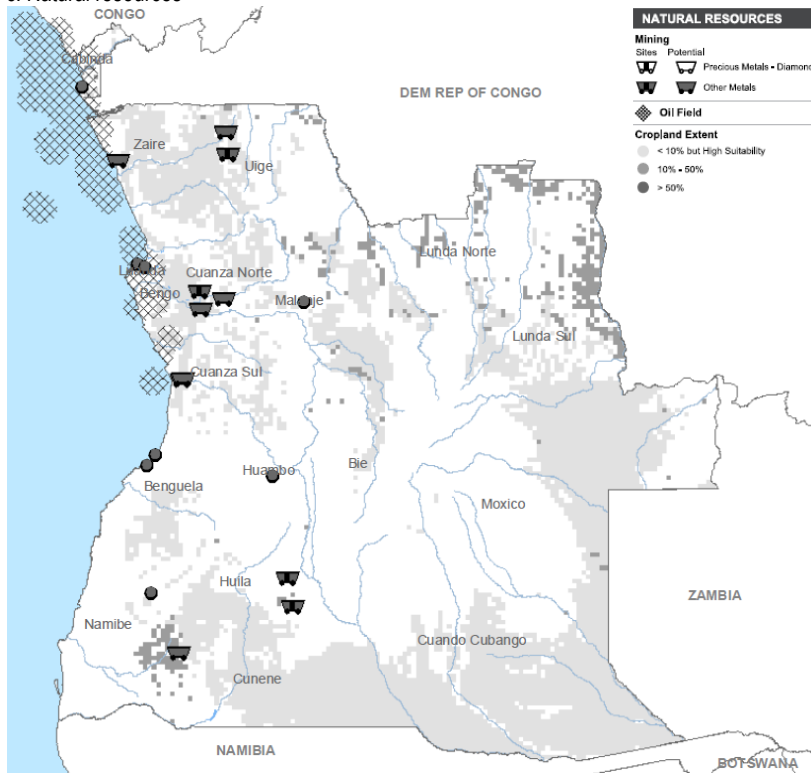 CONGO
NATURAL RESOURCES
Mining
Sites Potential
Precious Metals - Diamond
Other Metals
Oil Field
Cropland Extent
< 10% but High Suitability
10% - 50%
> 50%
Cabinda
DEM REP OF CONGO
Zaire
Uige
Lunda Norte
Cuanza Norte
Bengo
Malanje
Lunda Sul
Cuanza Sul
Huambo
Bie
Benguela
Moxico
Huila
ZAMBIA
Namibe
Cuando Cubango
Cunene
NAMIBIA
BOTSWANA